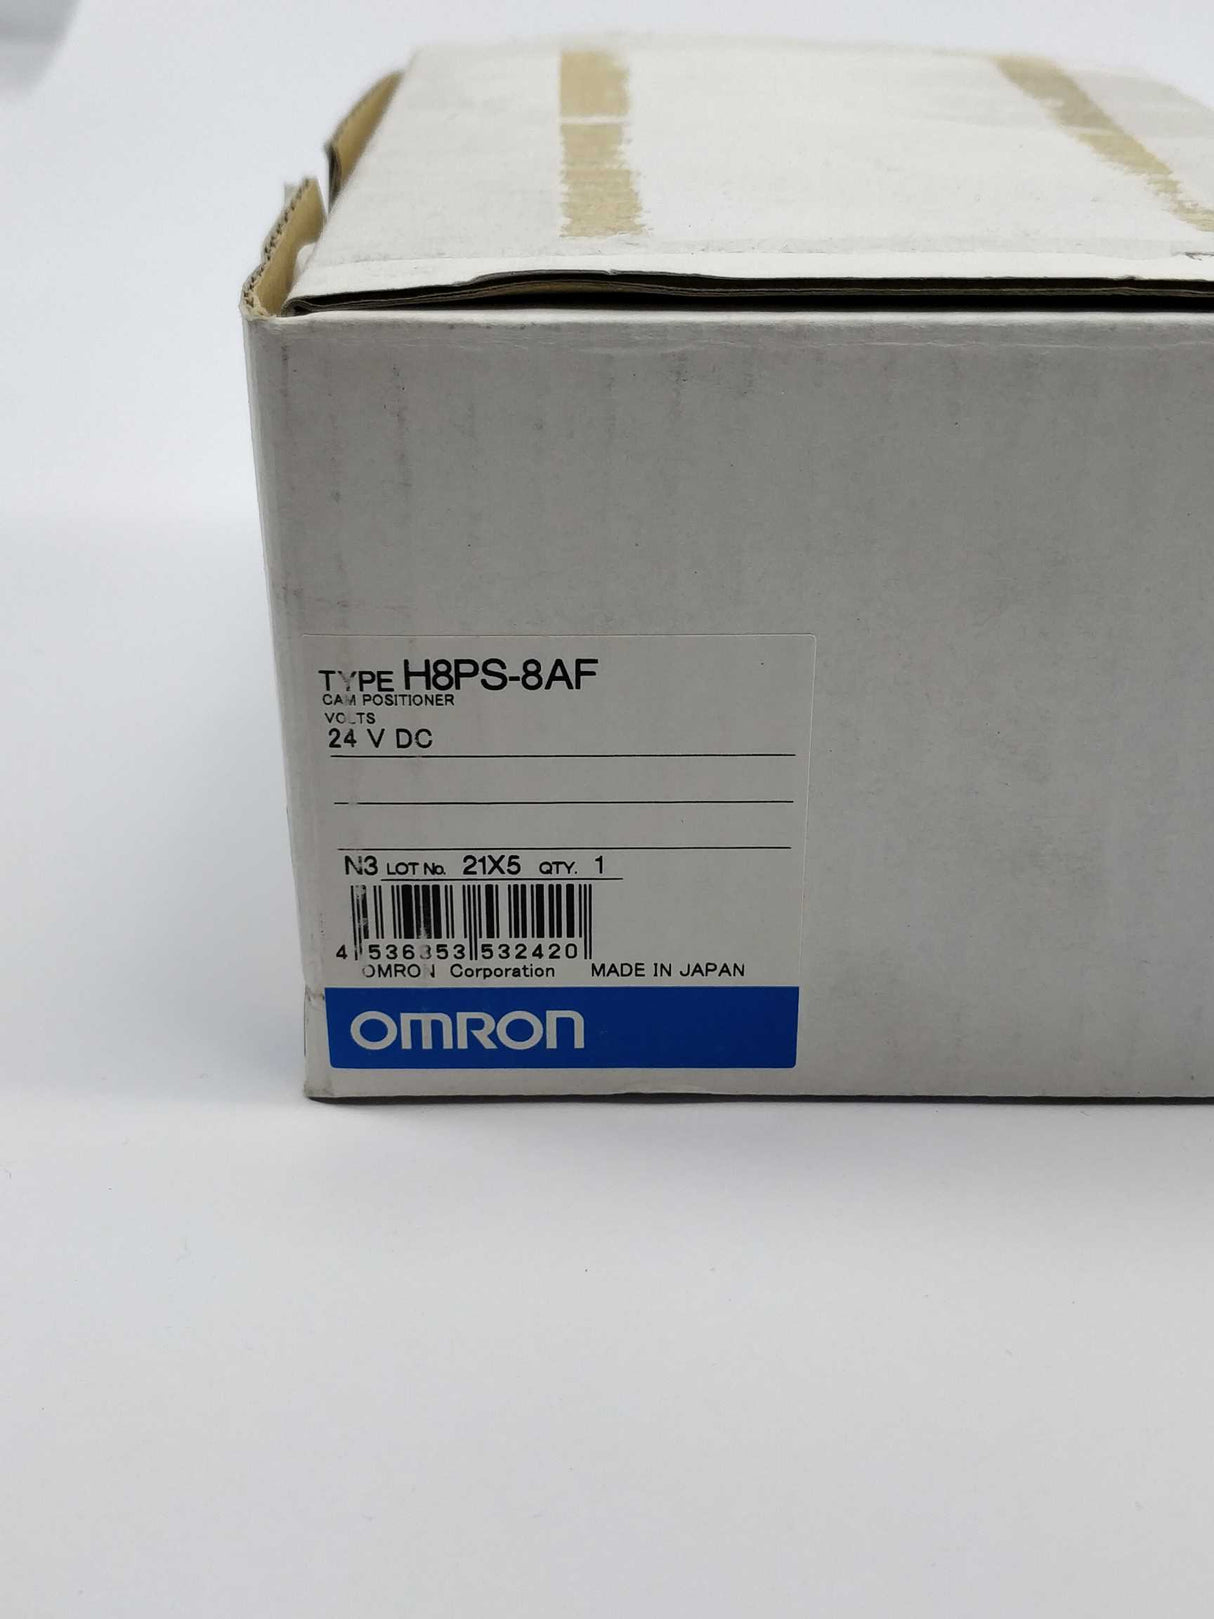 TYPE H8PS-8AF
CAM POSITIONER
VOLTS
24 V DC
N3 LOT No. 21X5 QTY. 1
4 536353 532420
OMRON Corporation MADE IN JAPAN
OMRON